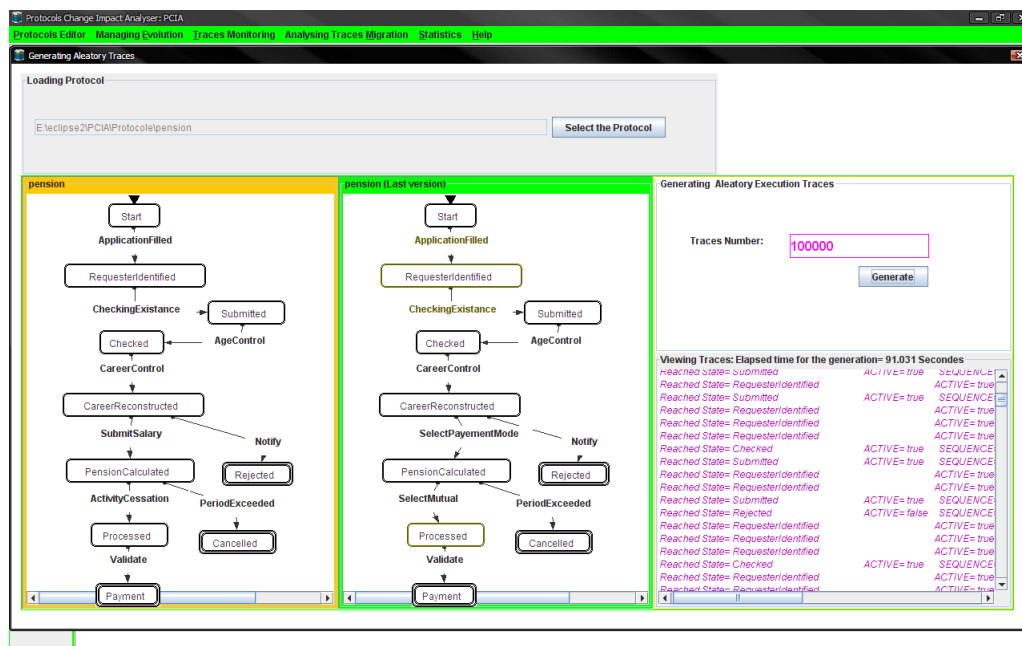 Protocols Change Impact Analyser: PCIA
Protocols Editor Managing Evolution Traces Monitoring Analysing Traces Migration Statistics Help
Generating Aleatory Traces
Loading Protocol
E:\eclipse2\PCIA\Protocole\pension
Select the Protocol
pension
Start
ApplicationFilled
RequesterIdentified
CheckingExistance
Submitted
Checked
AgeControl
CareerControl
CareerReconstructed
SubmitSalary
Notify
PensionCalculated
Rejected
ActivityCessation
PeriodExceeded
Processed
Cancelled
Validate
Payment
pension (Last version)
Start
ApplicationFilled
RequesterIdentified
CheckingExistance
Submitted
Checked
AgeControl
CareerControl
CareerReconstructed
SelectPayementMode
Notify
PensionCalculated
Rejected
SelectMutual
PeriodExceeded
Processed
Cancelled
Validate
Payment
Generating Aleatory Execution Traces
Traces Number: 100000
Generate
Viewing Traces: Elapsed time for the generation= 91.031 Secondes
Reached State= Submitted ACTIVE= true SEQUENCE=
Reached State= RequesterIdentified ACTIVE= true
Reached State= Submitted ACTIVE= true SEQUENCE=
Reached State= RequesterIdentified ACTIVE= true
Reached State= RequesterIdentified ACTIVE= true
Reached State= RequesterIdentified ACTIVE= true
Reached State= Checked ACTIVE= true SEQUENCE=
Reached State= Submitted ACTIVE= true SEQUENCE=
Reached State= RequesterIdentified ACTIVE= true
Reached State= RequesterIdentified ACTIVE= true
Reached State= Submitted ACTIVE= true SEQUENCE=
Reached State= Rejected ACTIVE= false SEQUENCE=
Reached State= RequesterIdentified ACTIVE= true
Reached State= RequesterIdentified ACTIVE= true
Reached State= RequesterIdentified ACTIVE= true
Reached State= Checked ACTIVE= true SEQUENCE=
Reached State= RequesterIdentified ACTIVE= true
Reached State= RequesterIdentified ACTIVE= true